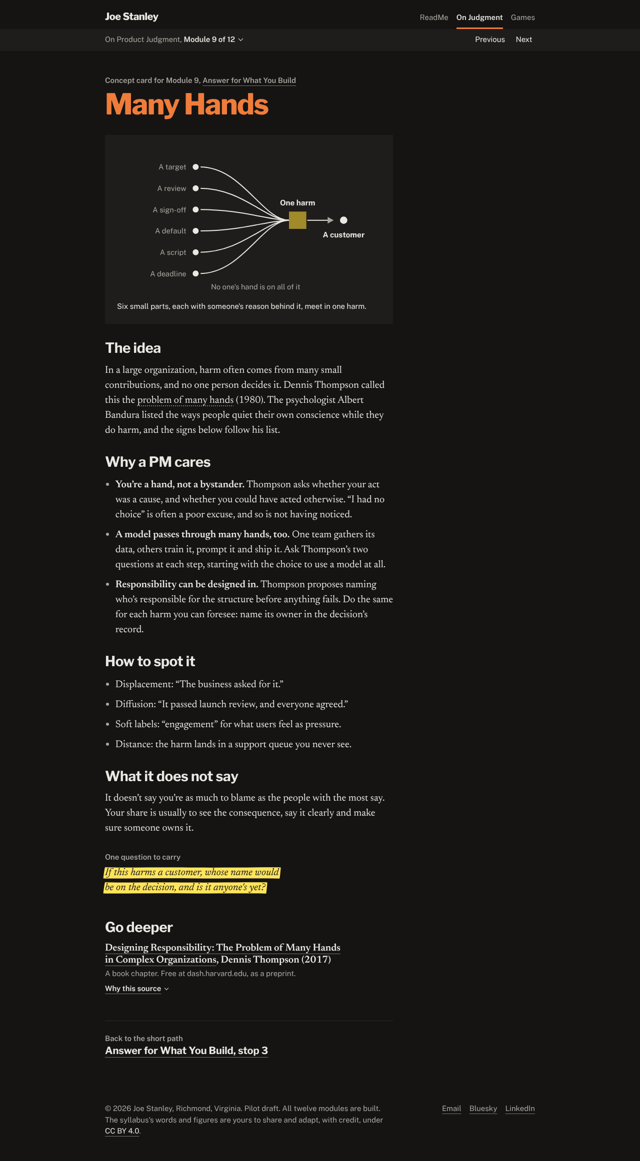 Joe Stanley
ReadMe On Judgment Games
On Product Judgment, Module 9 of 12
Previous Next
Concept card for Module 9, Answer for What You Build
Many Hands
A target
A review
A sign-off
A default
A script
A deadline
One harm
A customer
No one's hand is on all of it
Six small parts, each with someone's reason behind it, meet in one harm.
The idea
In a large organization, harm often comes from many small
contributions, and no one person decides it. Dennis Thompson called
this the problem of many hands (1980). The psychologist Albert
Bandura listed the ways people quiet their own conscience while they
do harm, and the signs below follow his list.
Why a PM cares
• You're a hand, not a bystander. Thompson asks whether your act
was a cause, and whether you could have acted otherwise. “I had no
choice” is often a poor excuse, and so is not having noticed.
• A model passes through many hands, too. One team gathers its
data, others train it, prompt it and ship it. Ask Thompson's two
questions at each step, starting with the choice to use a model at all.
• Responsibility can be designed in. Thompson proposes naming
who's responsible for the structure before anything fails. Do the same
for each harm you can foresee: name its owner in the decision's
record.
How to spot it
• Displacement: “The business asked for it.”
• Diffusion: “It passed launch review, and everyone agreed.”
• Soft labels: “engagement” for what users feel as pressure.
• Distance: the harm lands in a support queue you never see.
What it does not say
It doesn't say you're as much to blame as the people with the most say.
Your share is usually to see the consequence, say it clearly and make
sure someone owns it.
One question to carry
If this harms a customer, whose name would
be on the decision, and is it anyone's yet?
Go deeper
Designing Responsibility: The Problem of Many Hands
in Complex Organizations, Dennis Thompson (2017)
A book chapter. Free at dash.harvard.edu, as a preprint.
Why this source
Back to the short path
Answer for What You Build, stop 3
© 2026 Joe Stanley, Richmond, Virginia. Pilot draft. All twelve modules are built.
The syllabus's words and figures are yours to share and adapt, with credit, under
CC BY 4.0.
Email Bluesky LinkedIn